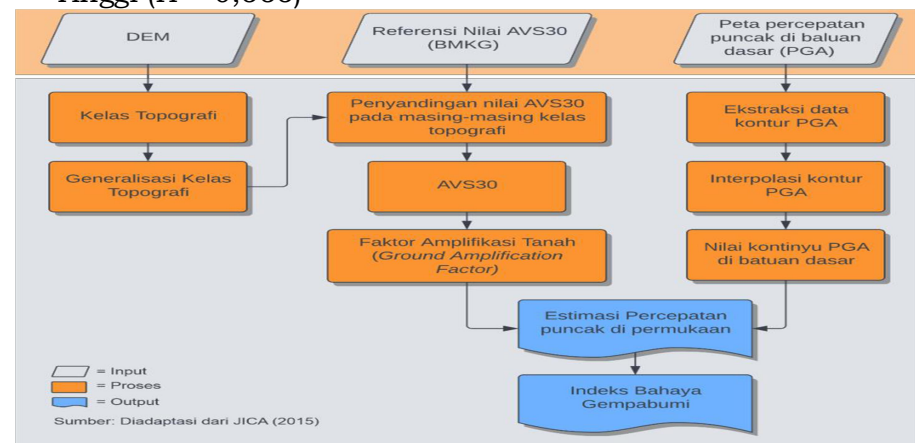 DEM
Referensi Nilai AVS30
(BMKG)
Peta percepatan
puncak di baluan
dasar (PGA)
Kelas Topografi
Penyandingan nilai AVS30
pada masing-masing kelas
topografi
Ekstraksi data
kontur PGA
Generalisasi Kelas
Topografi
AVS30
Interpolasi kontur
PGA
Faktor Amplifikasi Tanah
(Ground Amplification
Factor)
Nilai kontinyu PGA
di batuan dasar
Estimasi Percepatan
puncak di permukaan
Indeks Bahaya
Gempabumi
= Input
= Proses
= Output
Sumber: Diadaptasi dari JICA (2015)